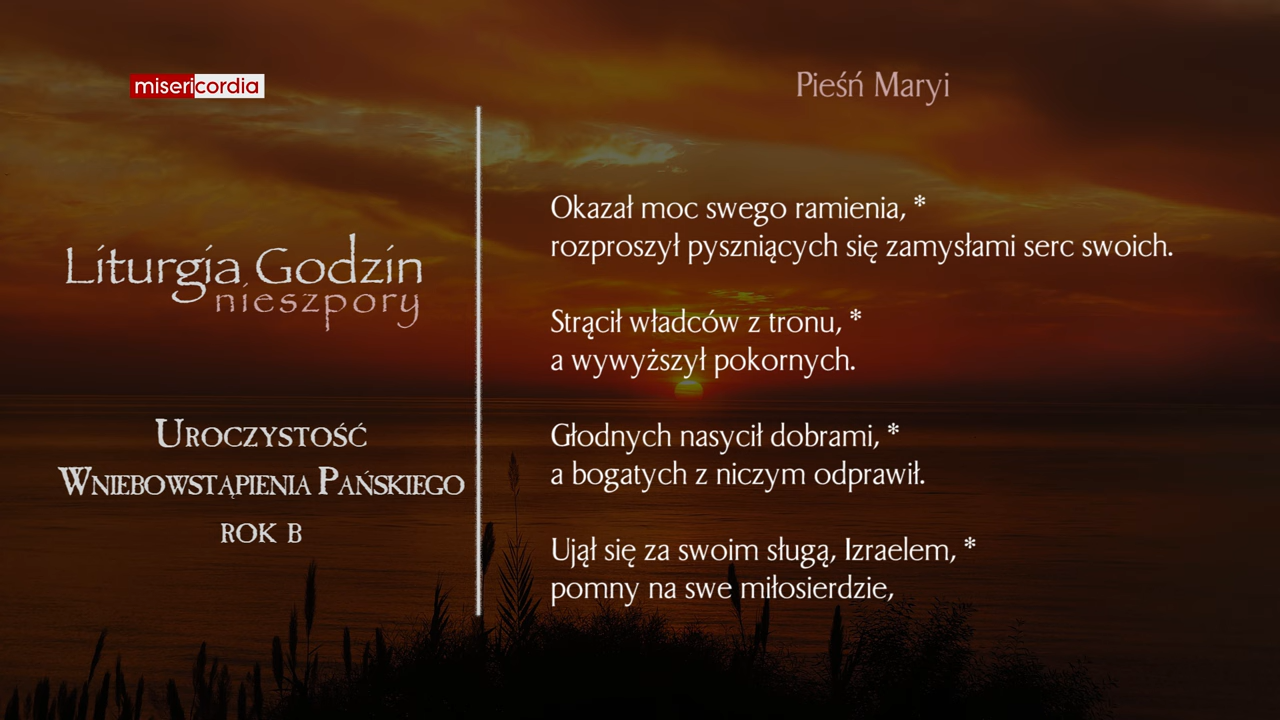 misericordia
Liturgia Godzin
nieszpory
Uroczystość
Wniebowstąpienia Pańskiego
rok B
Pieśń Maryi
Okazał moc swego ramienia, *
rozproszył pyszniących się zamysłami serc swoich.
Strącił władców z tronu, *
a wywyższył pokornych.
Głodnych nasycił dobrami, *
a bogatych z niczym odprawił.
Ujął się za swoim sługą, Izraelem, *
pomny na swe miłosierdzie,